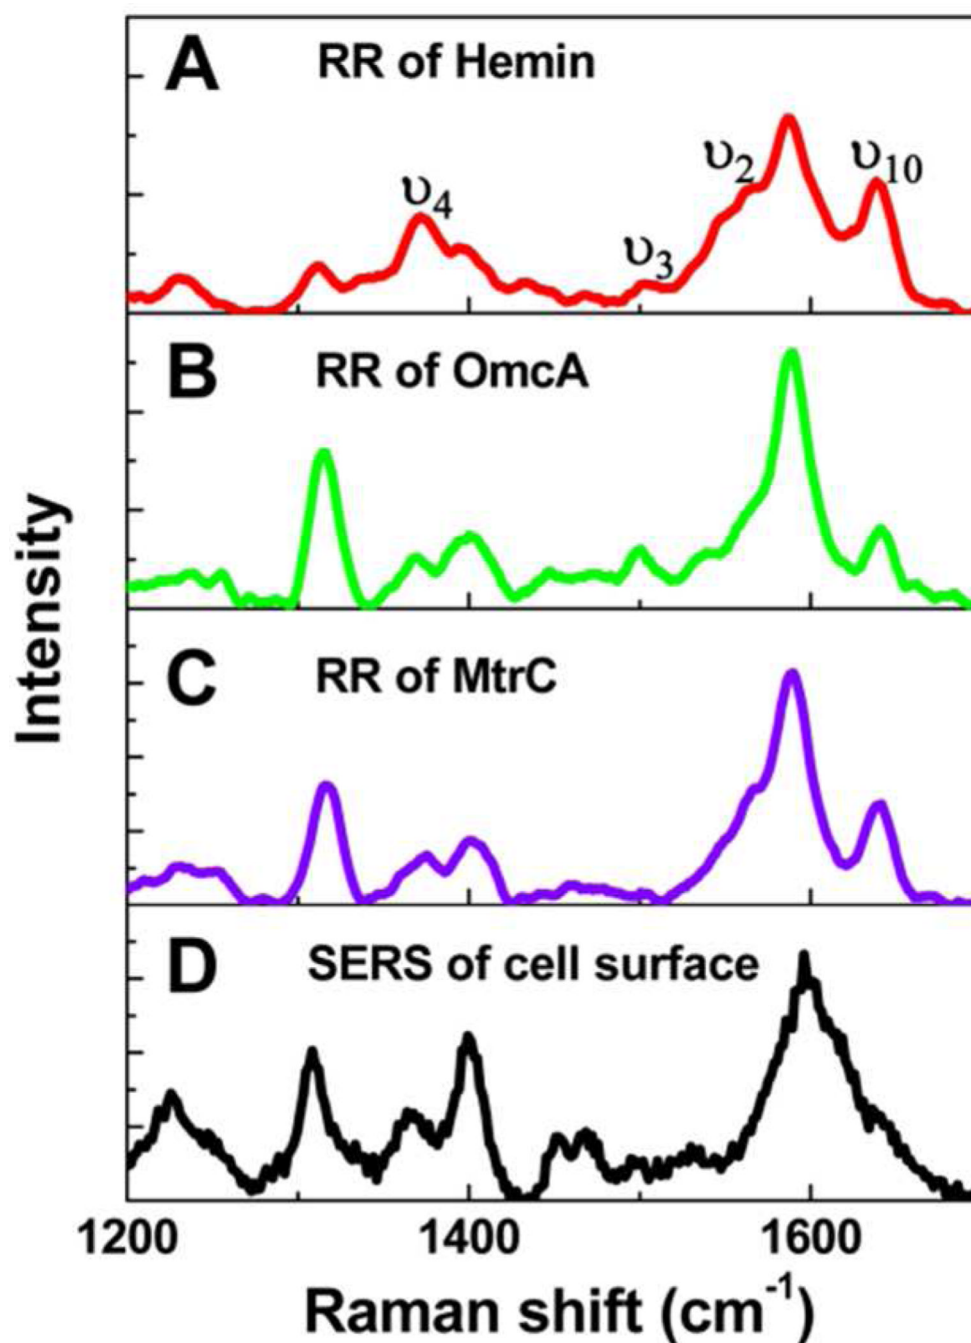 A
RR of Hemin
υ4
υ3
υ2
υ10
B
RR of OmcA
C
RR of MtrC
D
SERS of cell surface
Intensity
1200
1400
1600
Raman shift (cm⁻¹)